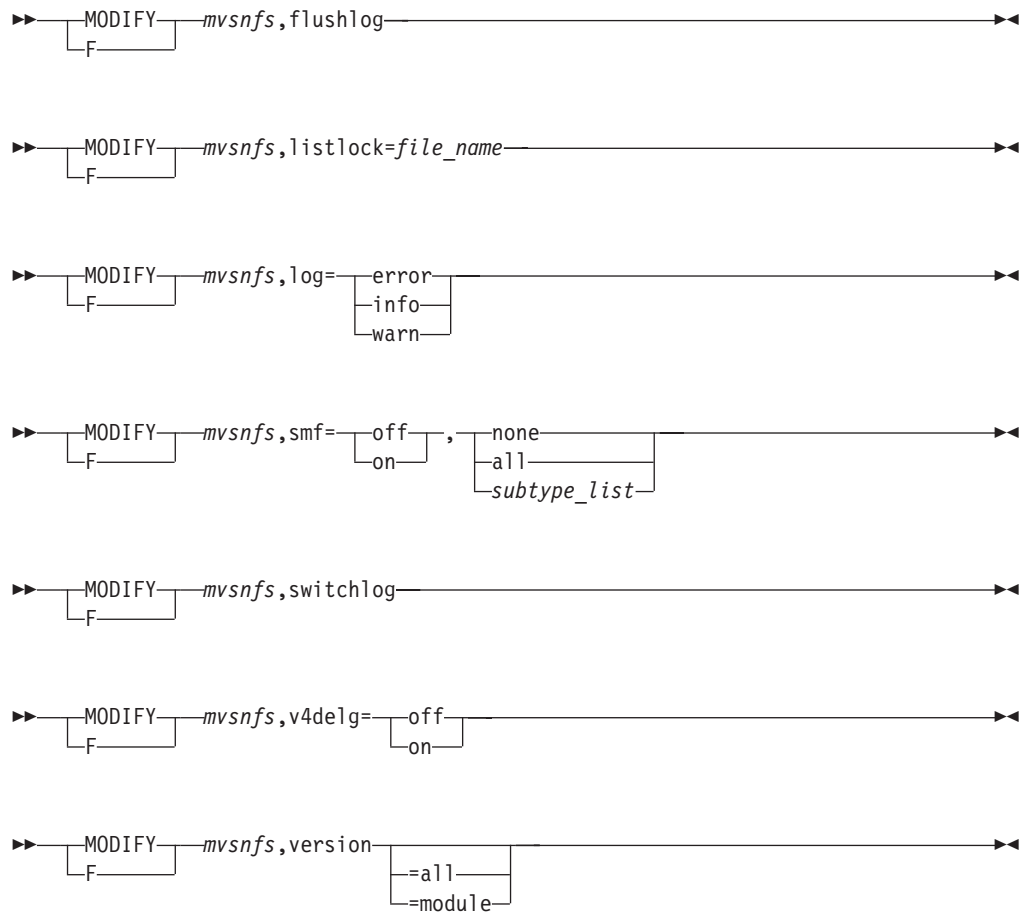 MODIFY mvsnfs,flushlog
F
MODIFY mvsnfs,listlock=file_name
F
MODIFY mvsnfs,log= error
F info
warn
MODIFY mvsnfs,smf= off , none
F on all
subtype_list
MODIFY mvsnfs,switchlog
F
MODIFY mvsnfs,v4delg= off
F on
MODIFY mvsnfs,version
F =all
=module